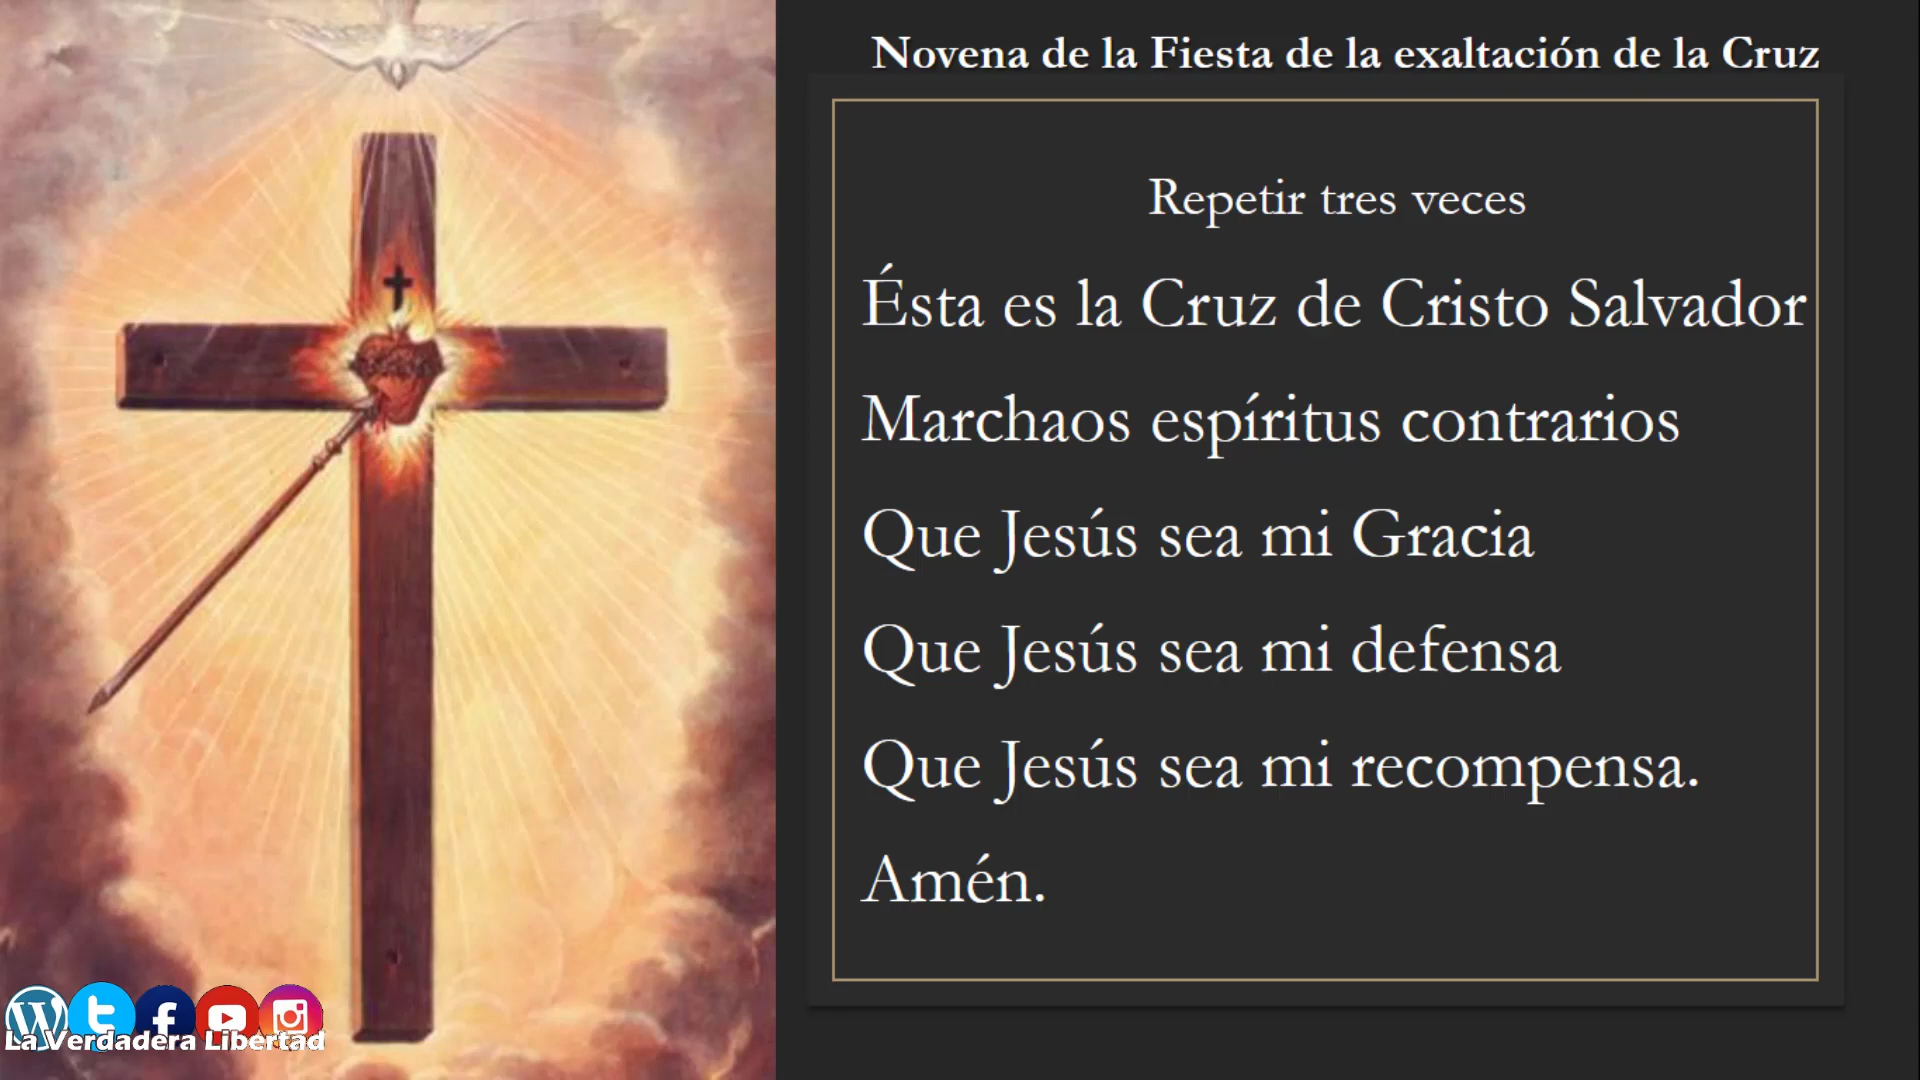 Novena de la Fiesta de la exaltación de la Cruz
Repetir tres veces
Ésta es la Cruz de Cristo Salvador
Marchaos espíritus contrarios
Que Jesús sea mi Gracia
Que Jesús sea mi defensa
Que Jesús sea mi recompensa.
Amén.
La Verdadera Libertad